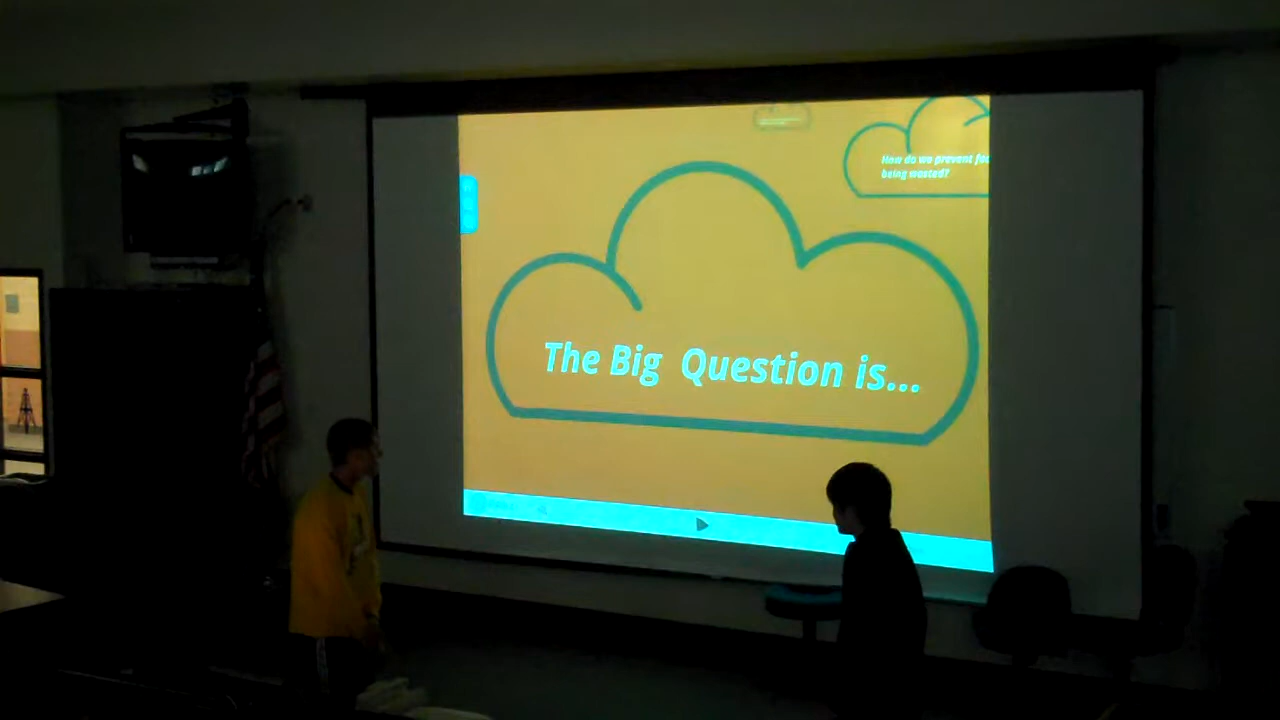 How do we prevent
being wasted?
The Big Question is...